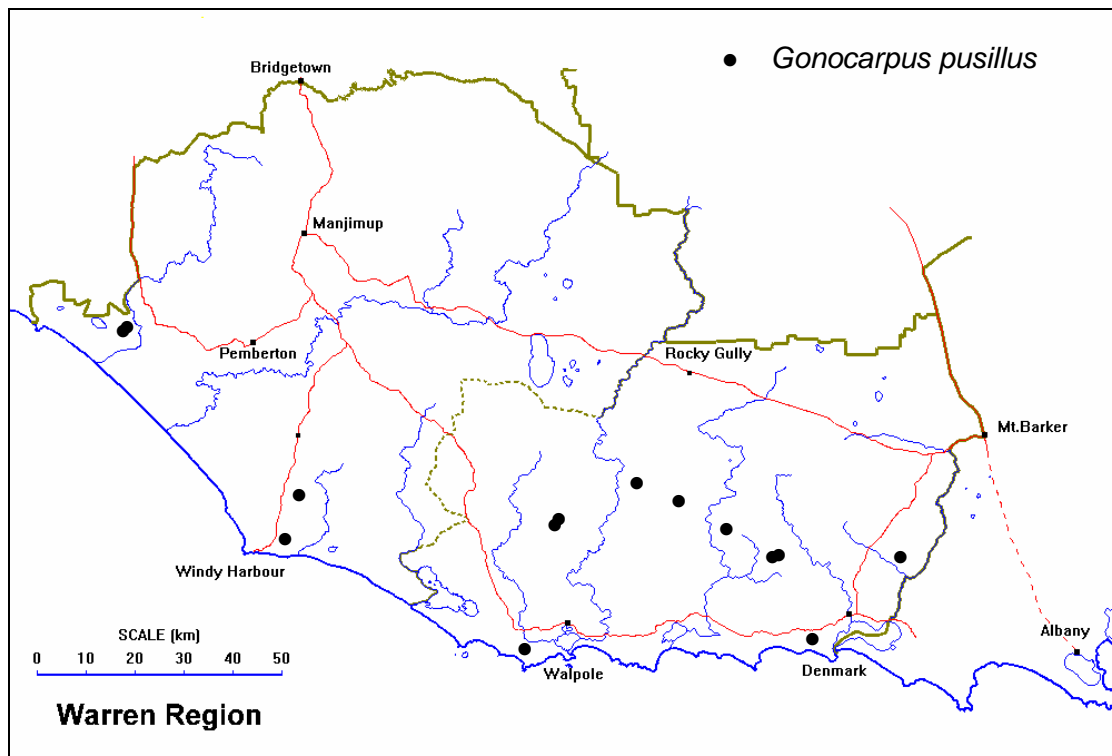 Gonocarpus pusillus
Bridgetown
Manjimup
Pemberton
Rocky Gully
Mt.Barker
Windy Harbour
Walpole
Denmark
Albany
SCALE (km)
0 10 20 30 40 50
Warren Region